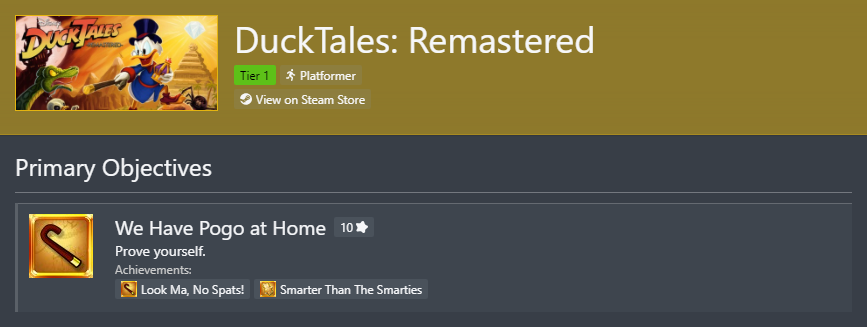 DUCKTALES
DuckTales: Remastered
Tier 1 Platformer
View on Steam Store
Primary Objectives
We Have Pogo at Home 10
Prove yourself.
Achievements:
Look Ma, No Spats! Smarter Than The Smarties